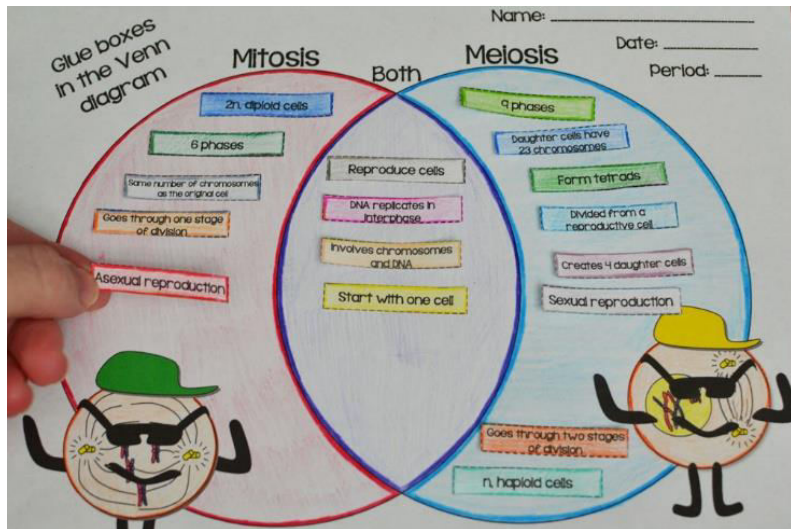 Glue boxes
in the Venn
diagram
Name:
Date:
Period:
Mitosis
Both
Meiosis
2n, diploid cells
6 phases
Same number of chromosomes
as the original cell
Goes through one stage
of division
Asexual reproduction
Reproduce cells
DNA replicates in
interphase
Involves chromosomes
and DNA
Start with one cell
9 phases
Daughter cells have
23 chromosomes
Form tetrads
Divided from a
reproductive cell
Creates 4 daughter cells
Sexual reproduction
Goes through two stages
of division
n, haploid cells